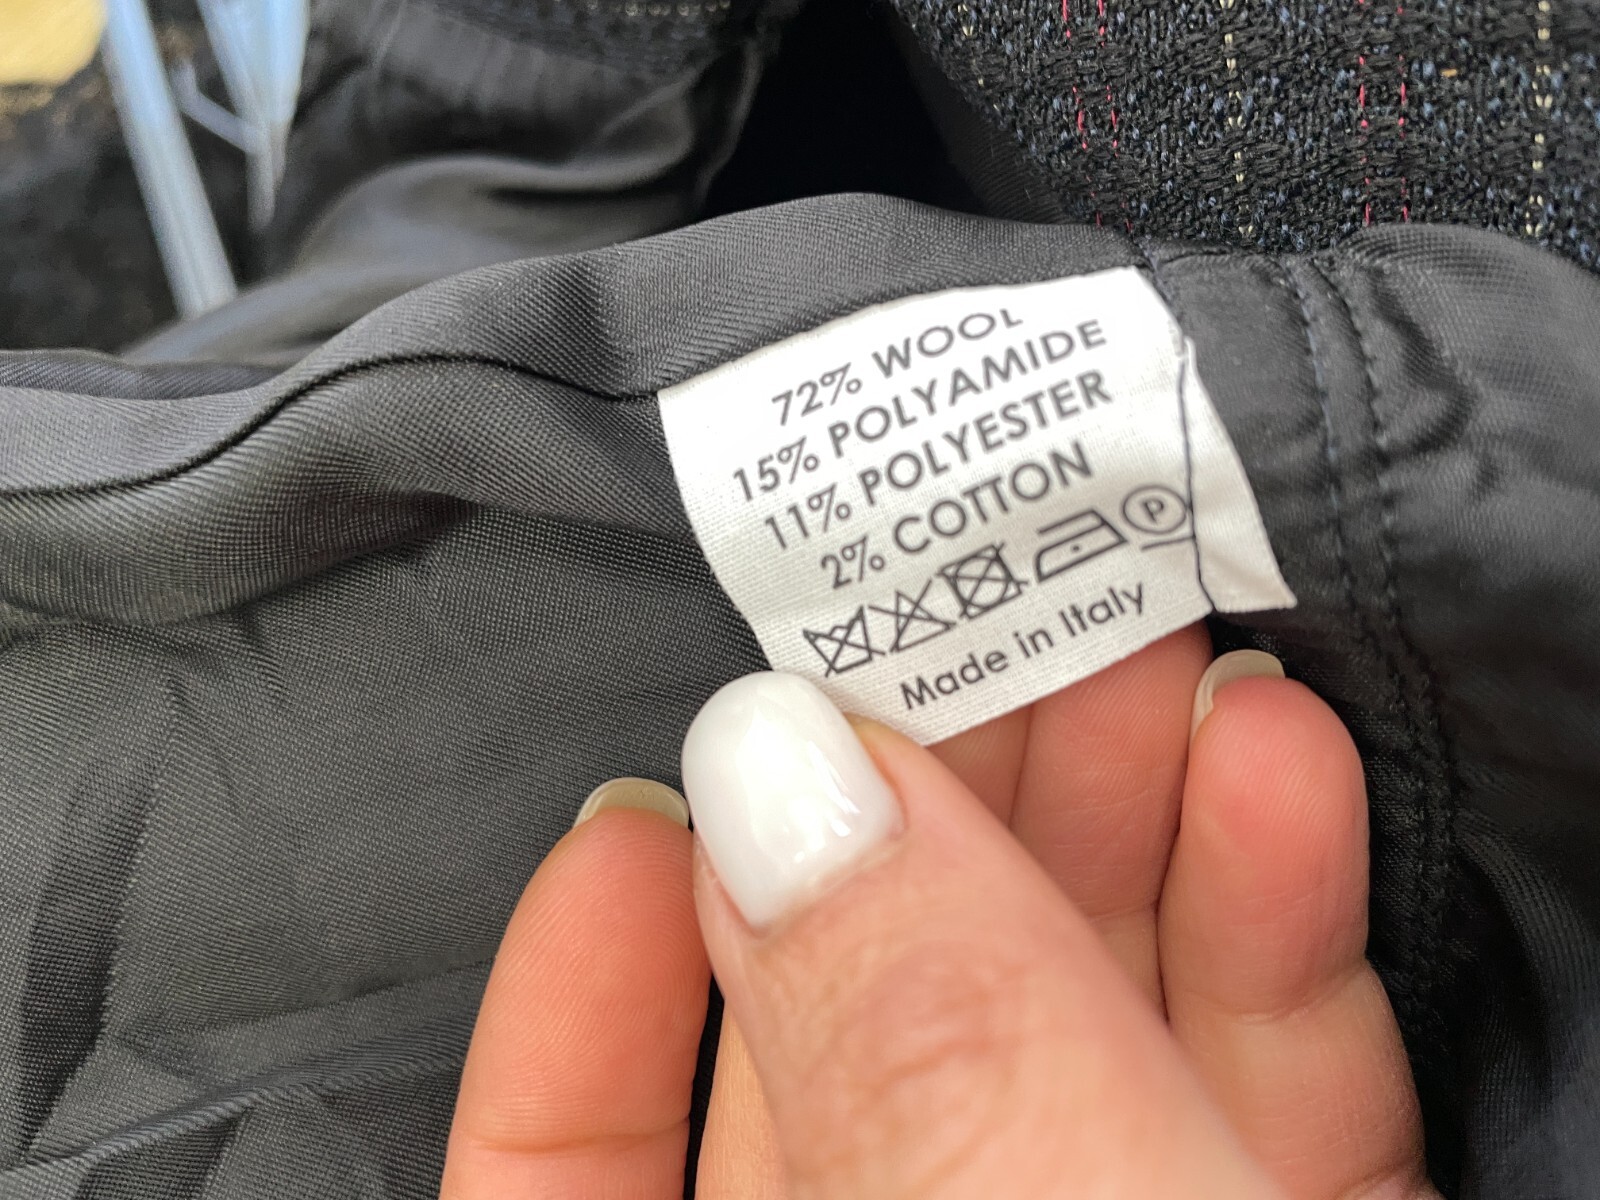 72% WOOL
15% POLYAMIDE
11% POLYESTER
2% COTTON
P
Made in Italy